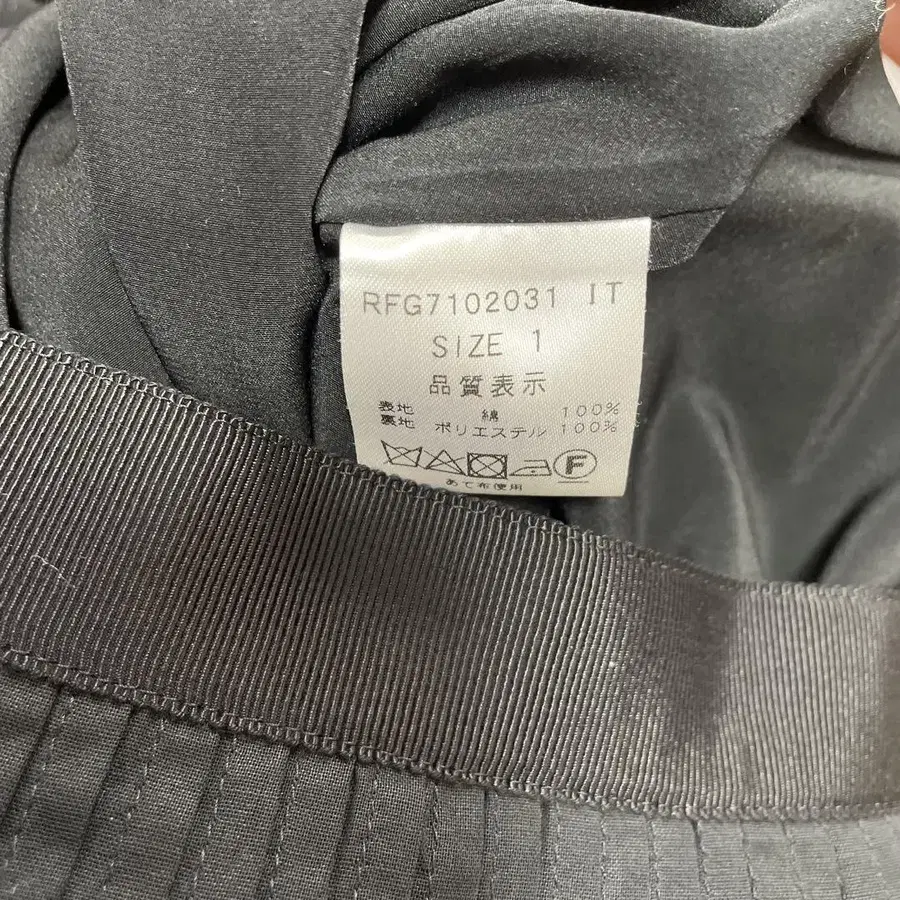 RFG7102031 IT
SIZE 1
品質表示
表地 綿 100%
裏地 ポリエステル 100%
F
あて布使用